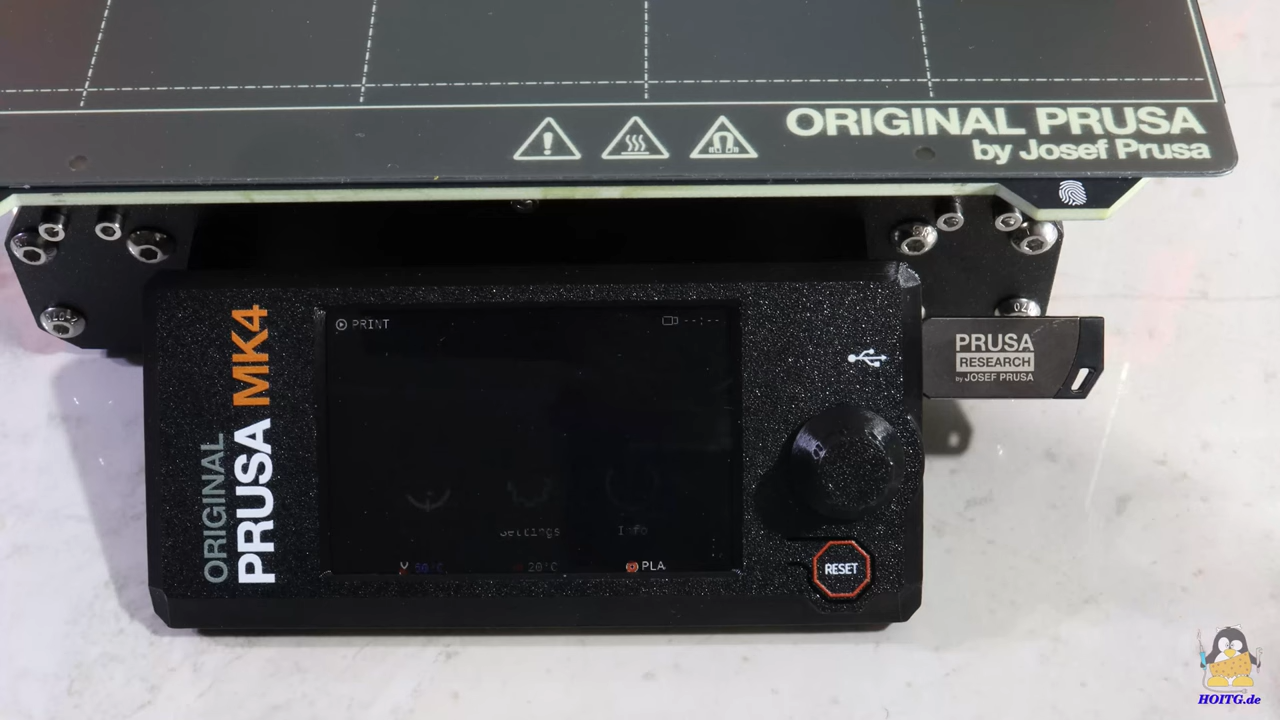 ORIGINAL PRUSA
by Josef Prusa
ORIGINAL
PRUSA MK4
PRINT
--:--
Settings
Info
20°C
PLA
PRUSA
RESEARCH
by JOSEF PRUSA
RESET
HOITG.de